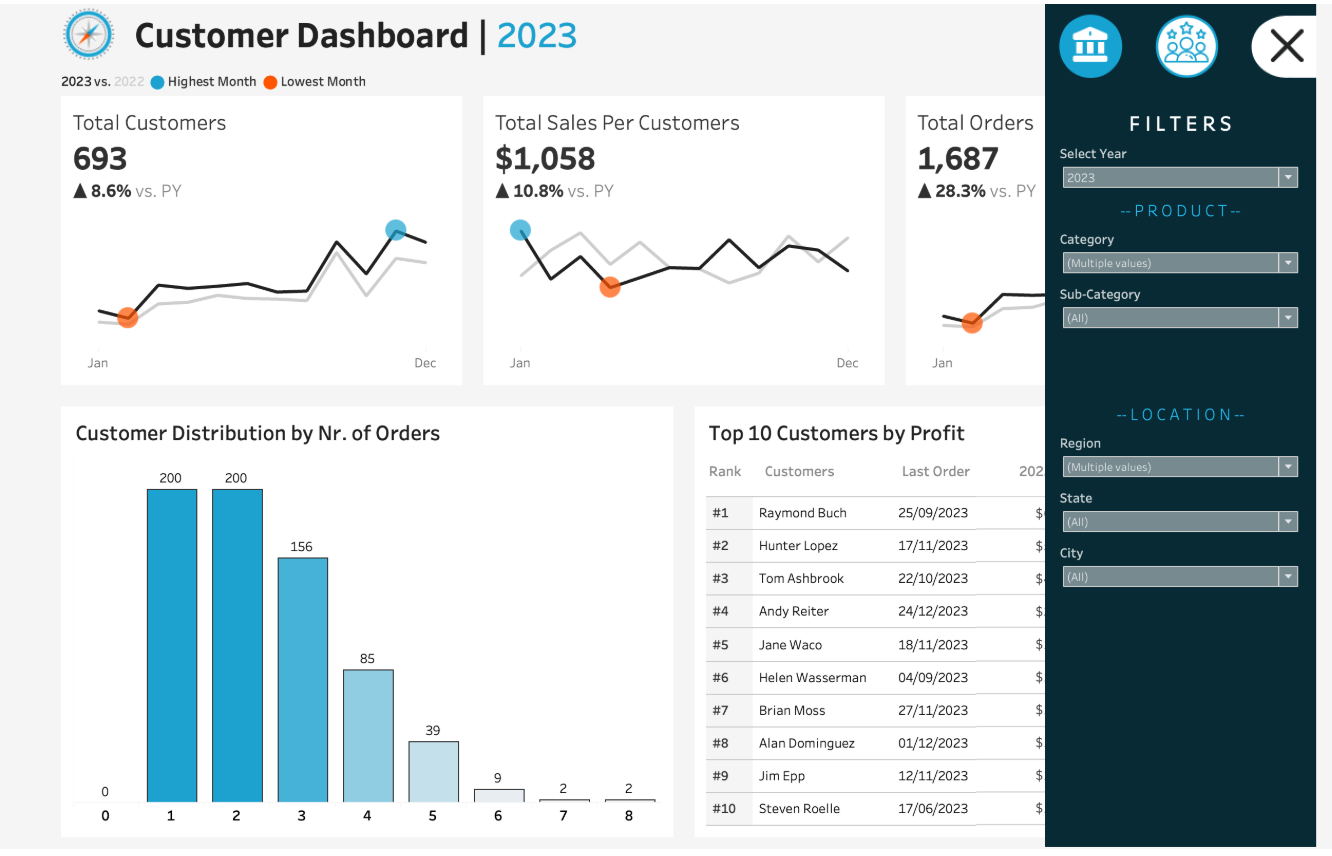 Customer Dashboard | 2023
2023 vs. 2022 Highest Month Lowest Month
Total Customers
693
▲ 8.6% vs. PY
Jan Dec
Total Sales Per Customers
$1,058
▲ 10.8% vs. PY
Jan Dec
Total Orders
1,687
▲ 28.3% vs. PY
Jan
Customer Distribution by Nr. of Orders
0 200 200 156 85 39 9 2 2
0 1 2 3 4 5 6 7 8
Top 10 Customers by Profit
Rank Customers Last Order 202
#1 Raymond Buch 25/09/2023 $
#2 Hunter Lopez 17/11/2023 $
#3 Tom Ashbrook 22/10/2023 $
#4 Andy Reiter 24/12/2023 $
#5 Jane Waco 18/11/2023 $
#6 Helen Wasserman 04/09/2023 $
#7 Brian Moss 27/11/2023 $
#8 Alan Dominguez 01/12/2023 $
#9 Jim Epp 12/11/2023 $
#10 Steven Roelle 17/06/2023 $
FILTERS
Select Year
2023
--PRODUCT--
Category
(Multiple values)
Sub-Category
(All)
--LOCATION--
Region
(Multiple values)
State
(All)
City
(All)